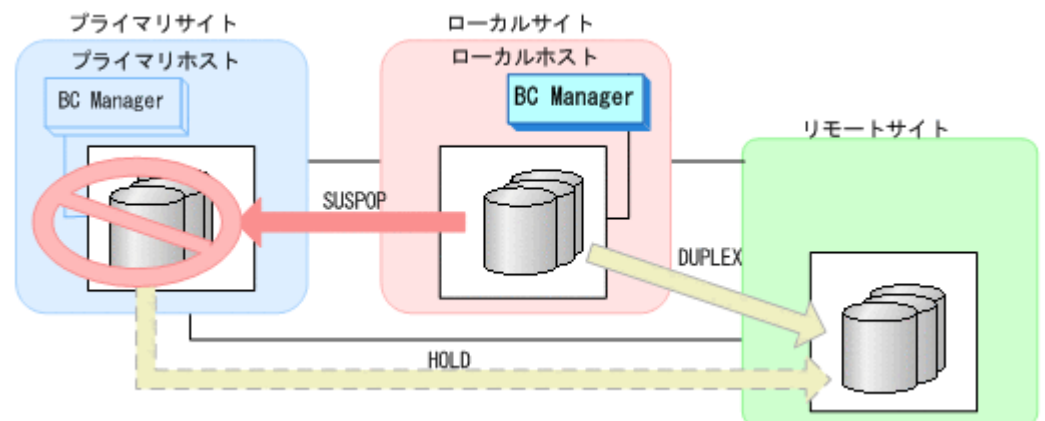 プライマリサイト
ローカルサイト
プライマリホスト
ローカルホスト
BC Manager
BC Manager
リモートサイト
SUSPOP
DUPLEX
HOLD